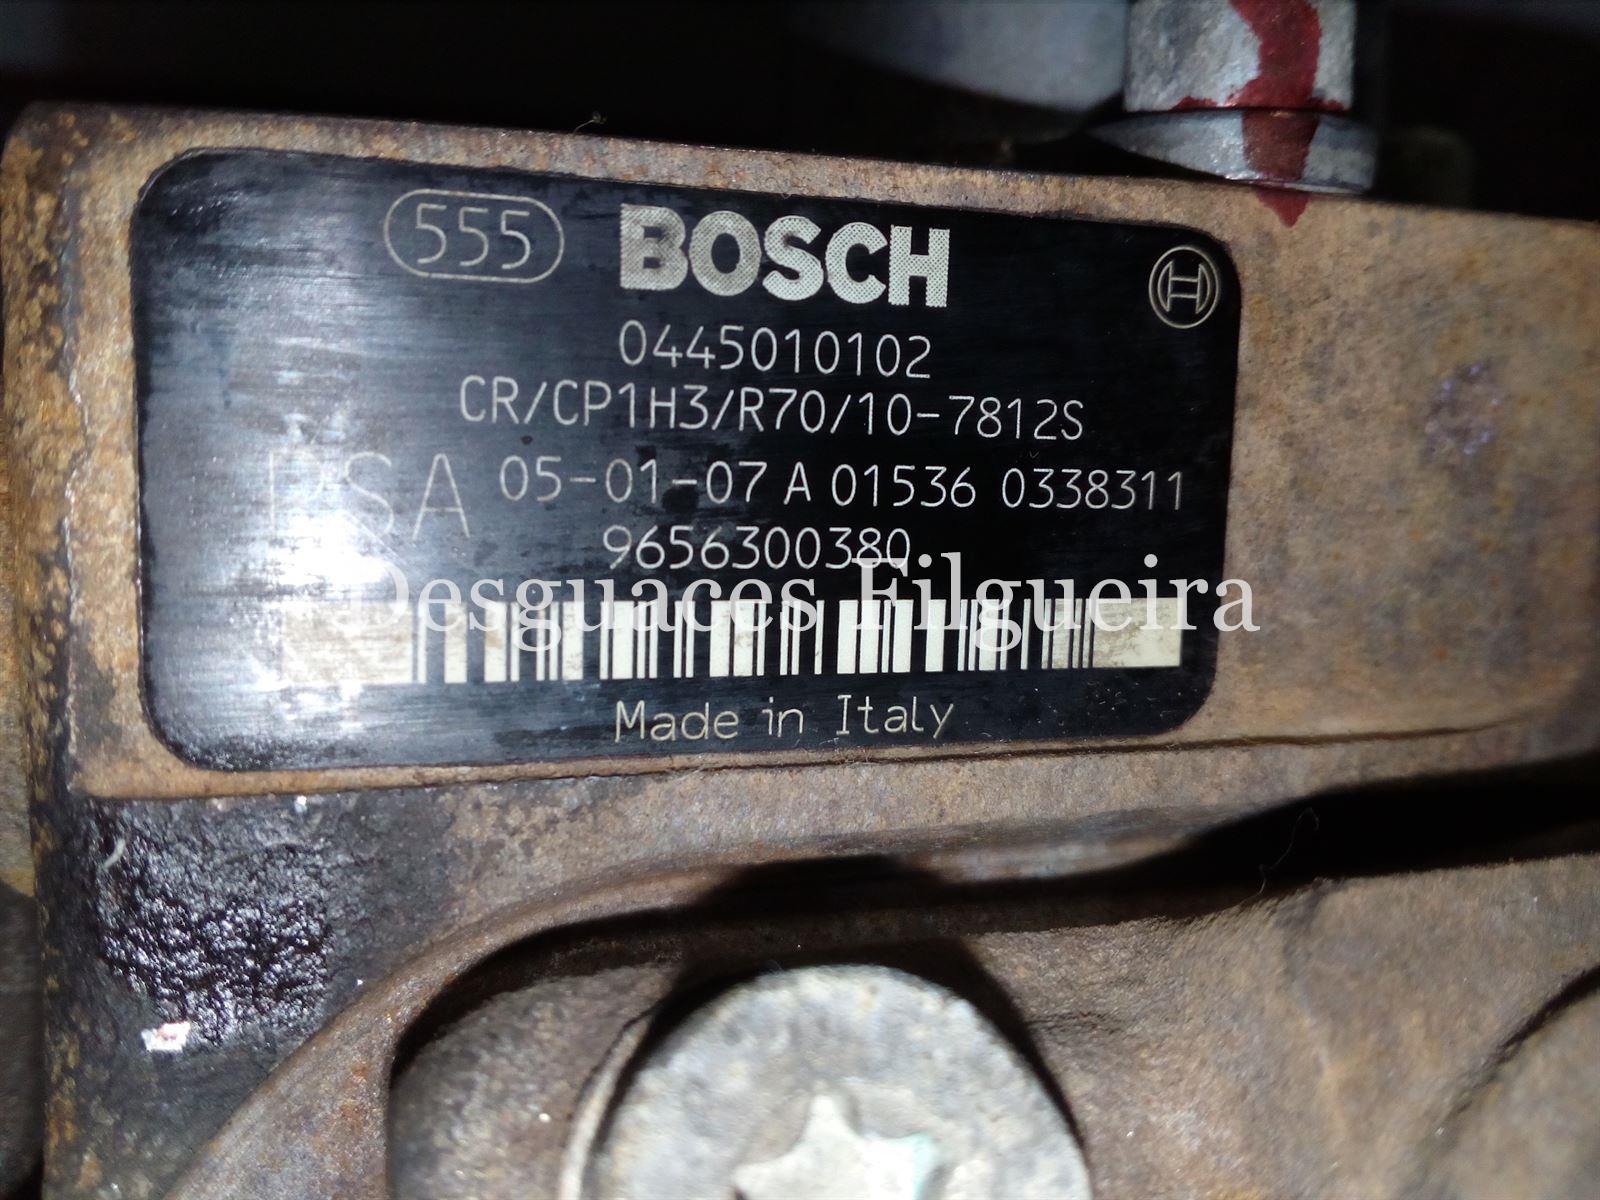 555 BOSCH
0445010102
CR/CP1H3/R70/10-7812S
PSA 05-01-07 A 01536 0338311
9656300380
Desguaces Filgueira
Made in Italy